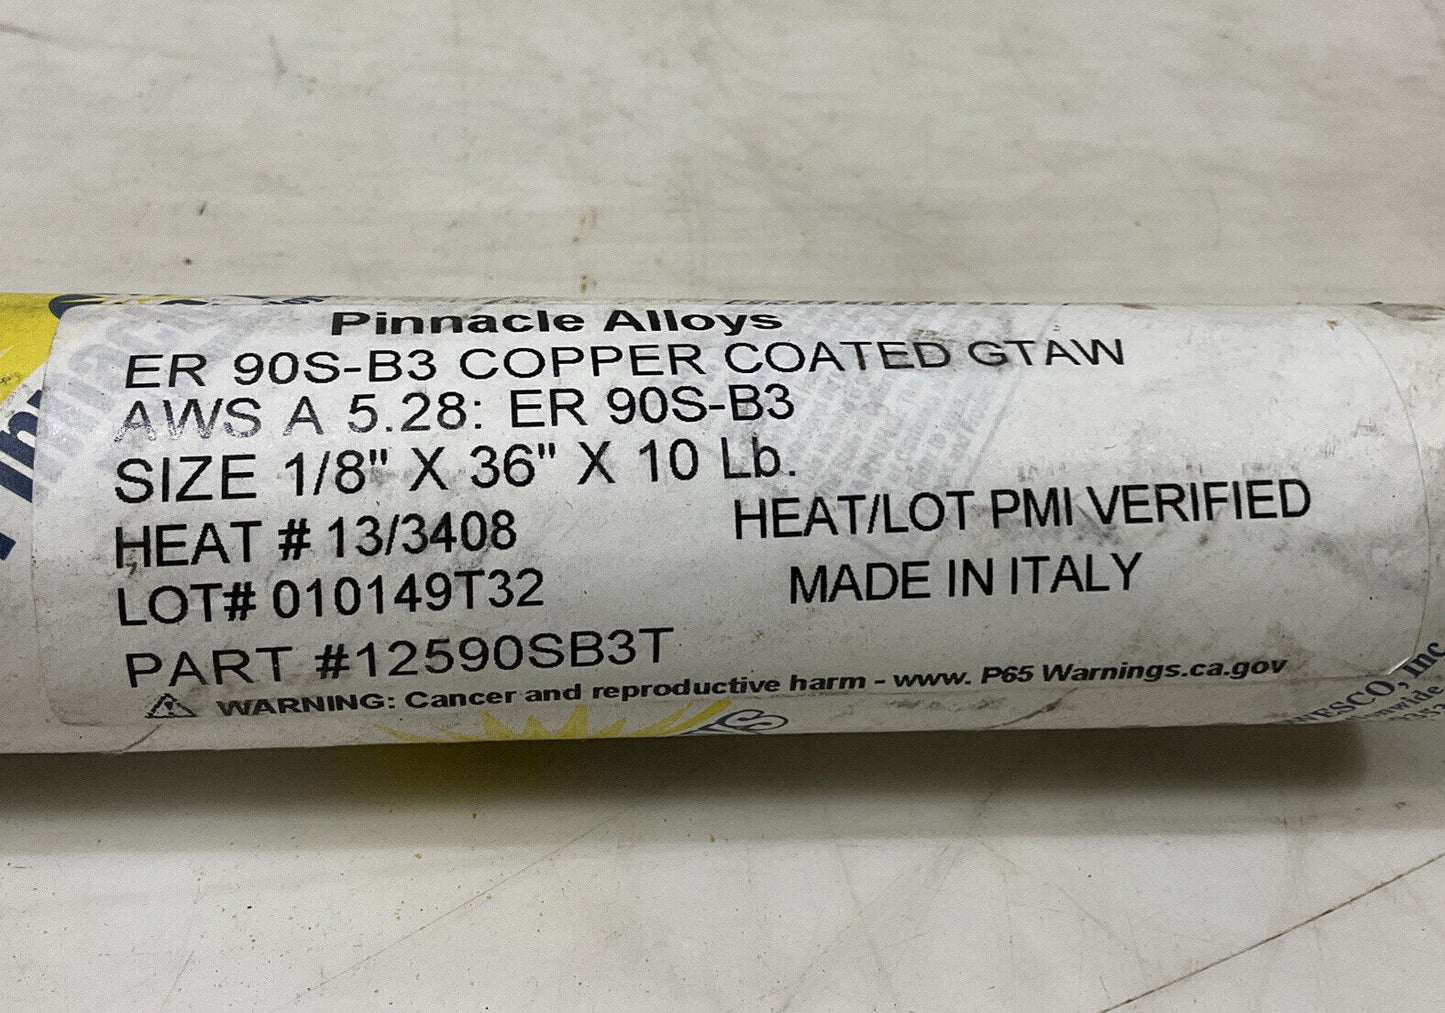 Pinnacle Alloys
ER 90S-B3 COPPER COATED GTAW
AWS A 5.28: ER 90S-B3
SIZE 1/8" X 36" X 10 Lb.
HEAT # 13/3408
HEAT/LOT PMI VERIFIED
LOT# 010149T32
MADE IN ITALY
PART #12590SB3T
WARNING: Cancer and reproductive harm - www. P65 Warnings.ca.gov
WESCO, Inc